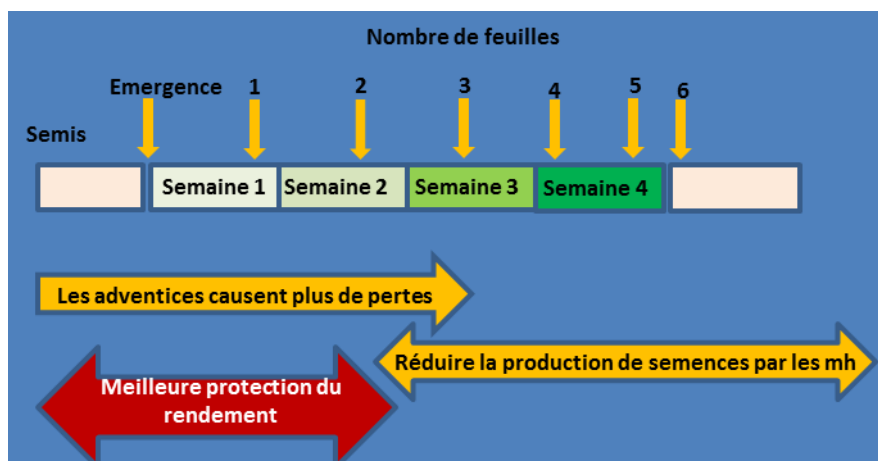 Nombre de feuilles
Emergence 1 2 3 4 5 6
Semis
Semaine 1 Semaine 2 Semaine 3 Semaine 4
Les adventices causent plus de pertes
Réduire la production de semences par les mh
Meilleure protection du
rendement